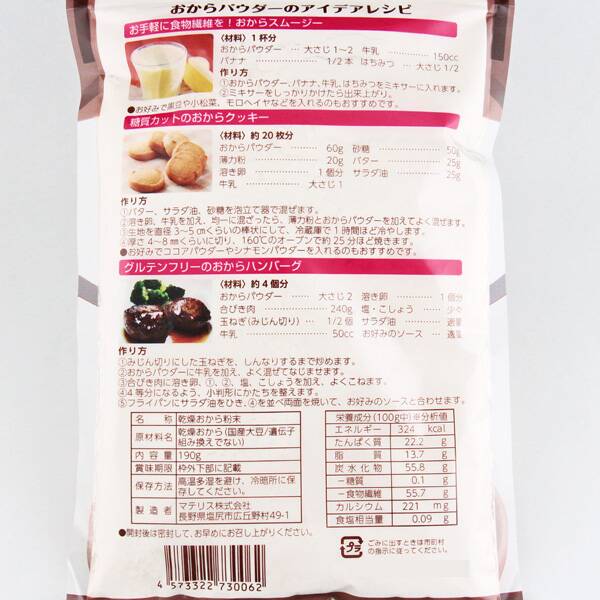 おからパウダーのアイデアレシピ
お手軽に食物繊維を!おからスムージー
〈材料〉1杯分
おからパウダー … 大さじ1〜2 牛乳 ………… 150cc
バナナ ………… 1/2本 はちみつ … 大さじ1/2
作り方
①おからパウダー、バナナ、牛乳、はちみつをミキサーに入れます。
②ミキサーをしっかりかけたら出来上がり。
●お好みで黒豆や小松菜、モロヘイヤなどを入れるのもおすすめです。
糖質カットのおからクッキー
〈材料〉約20枚分
おからパウダー ……… 60g 砂糖 ………… 50g
薄力粉 ………… 20g バター ………… 25g
溶き卵 ………… 1個分 サラダ油 ……… 25g
牛乳 ……… 大さじ1
作り方
①バター、サラダ油、砂糖を泡立て器で混ぜます。
②溶き卵、牛乳を加え、均一に混ざったら、薄力粉とおからパウダーを加えてよく混ぜます。
③生地を直径3〜5cmくらいの棒状にして、冷蔵庫で1時間ほど冷やします。
④厚さ4〜8mmくらいに切り、160℃のオーブンで約25分ほど焼きます。
●お好みでココアパウダーやシナモンパウダーを入れるのもおすすめです。
グルテンフリーのおからハンバーグ
〈材料〉約4個分
おからパウダー …… 大さじ2 溶き卵 ……… 1個分
合びき肉 ………… 240g 塩・こしょう …… 少々
玉ねぎ(みじん切り) … 1/2個 サラダ油 ……… 適量
牛乳 ………… 50cc お好みのソース … 適量
作り方
①みじん切りにした玉ねぎを、しんなりするまで炒めます。
②おからパウダーに牛乳を加え、よく混ぜてなじませます。
③合びき肉に溶き卵、①、②、塩、こしょうを加え、よくこねます。
④4等分になるよう、小判形にかたちを整えます。
⑤フライパンにサラダ油をひき、④を並べ両面を焼いて、お好みのソースと合わせます。
名称 乾燥おから粉末
原材料名 乾燥おから(国産大豆/遺伝子
組み換えでない)
内容量 190g
賞味期限 枠外下部に記載
保存方法 高温多湿を避け、冷暗所に保
存してください。
製造者 マテリス株式会社
長野県塩尻市広丘野村49-1
●開封後は密封して、お早めにお召し上がりください。
栄養成分(100g中)※分析値
エネルギー 324 kcal
たんぱく質 22.2 g
脂質 13.7 g
炭水化物 55.8 g
−糖質 0.1 g
−食物繊維 55.7 g
カルシウム 221 mg
食塩相当量 0.09 g
プラ
ごみに出すときは市町村
の指示に従ってください。
4 573322 730062